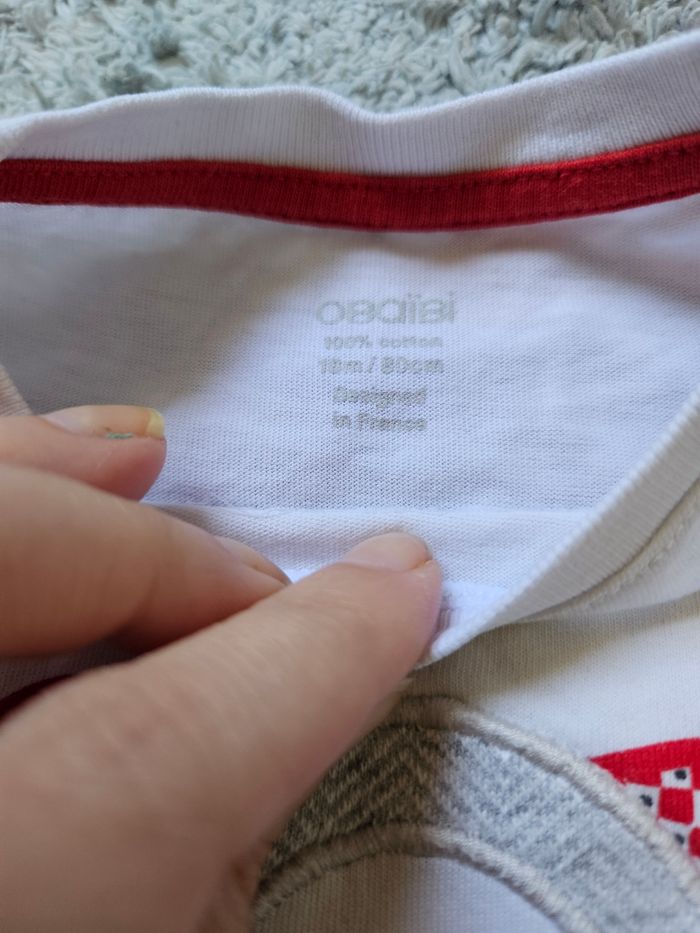 obaïbi
100% cotton
18m / 80cm
Designed
in France